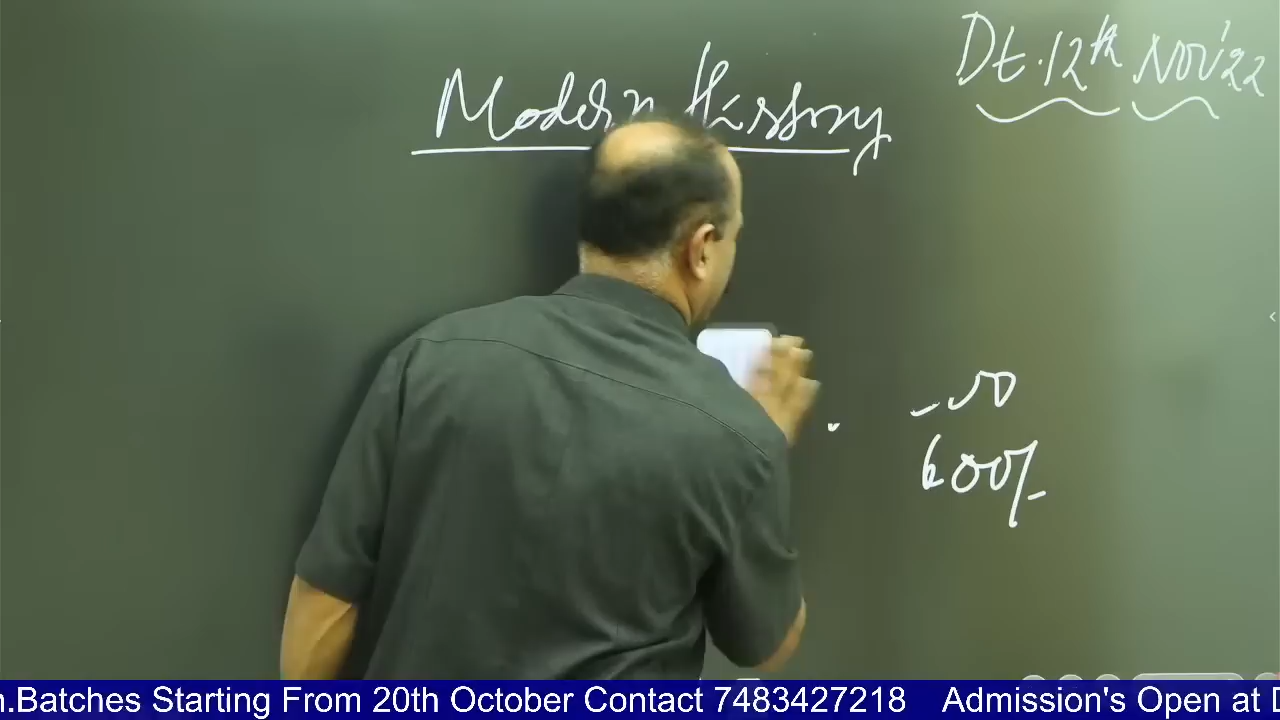 Dt. 12th Nov'22
Modern History
600/-
n.Batches Starting From 20th October Contact 7483427218 Admission's Open at D